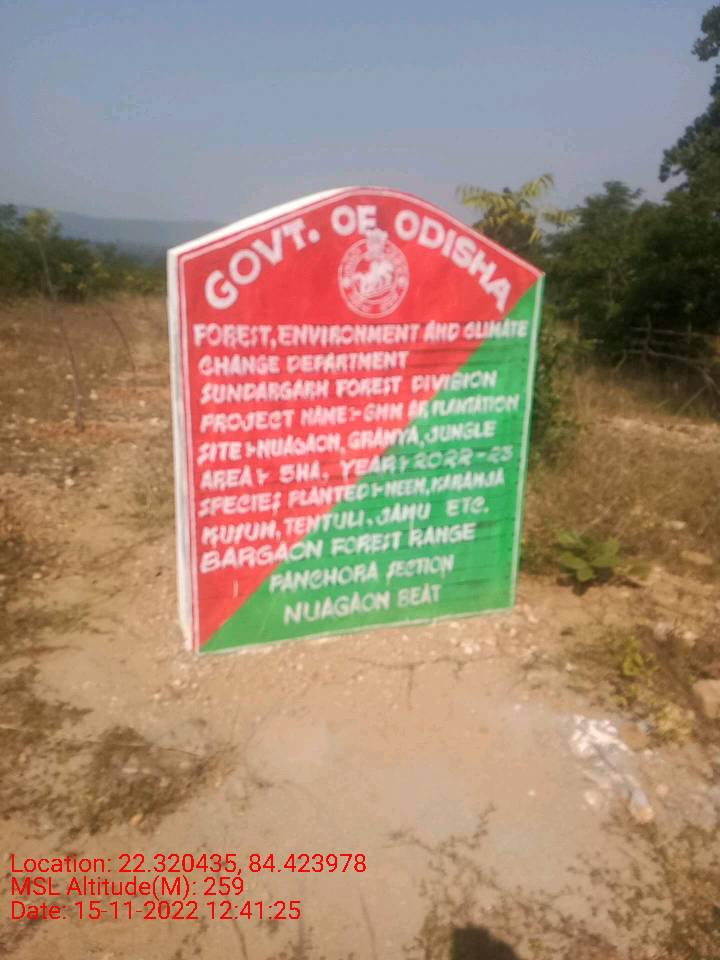 GOVT. OF ODISHA
FOREST, ENVIRONMENT AND CLIMATE
CHANGE DEPARTMENT
SUNDARGARH FOREST DIVISION
PROJECT NAME:- GMM AR PLANTATION
SITE:- NUAGAON, GRAMYA, JUNGLE
AREA:- 5HA, YEAR:- 2022-23
SPECIES PLANTED:- NEEM, KARANJA
KUSUM, TENTULI, JAMU ETC.
BARGAON FOREST RANGE
PANCHORA SECTION
NUAGAON BEAT
Location: 22.320435, 84.423978
MSL Altitude(M): 259
Date: 15-11-2022 12:41:25